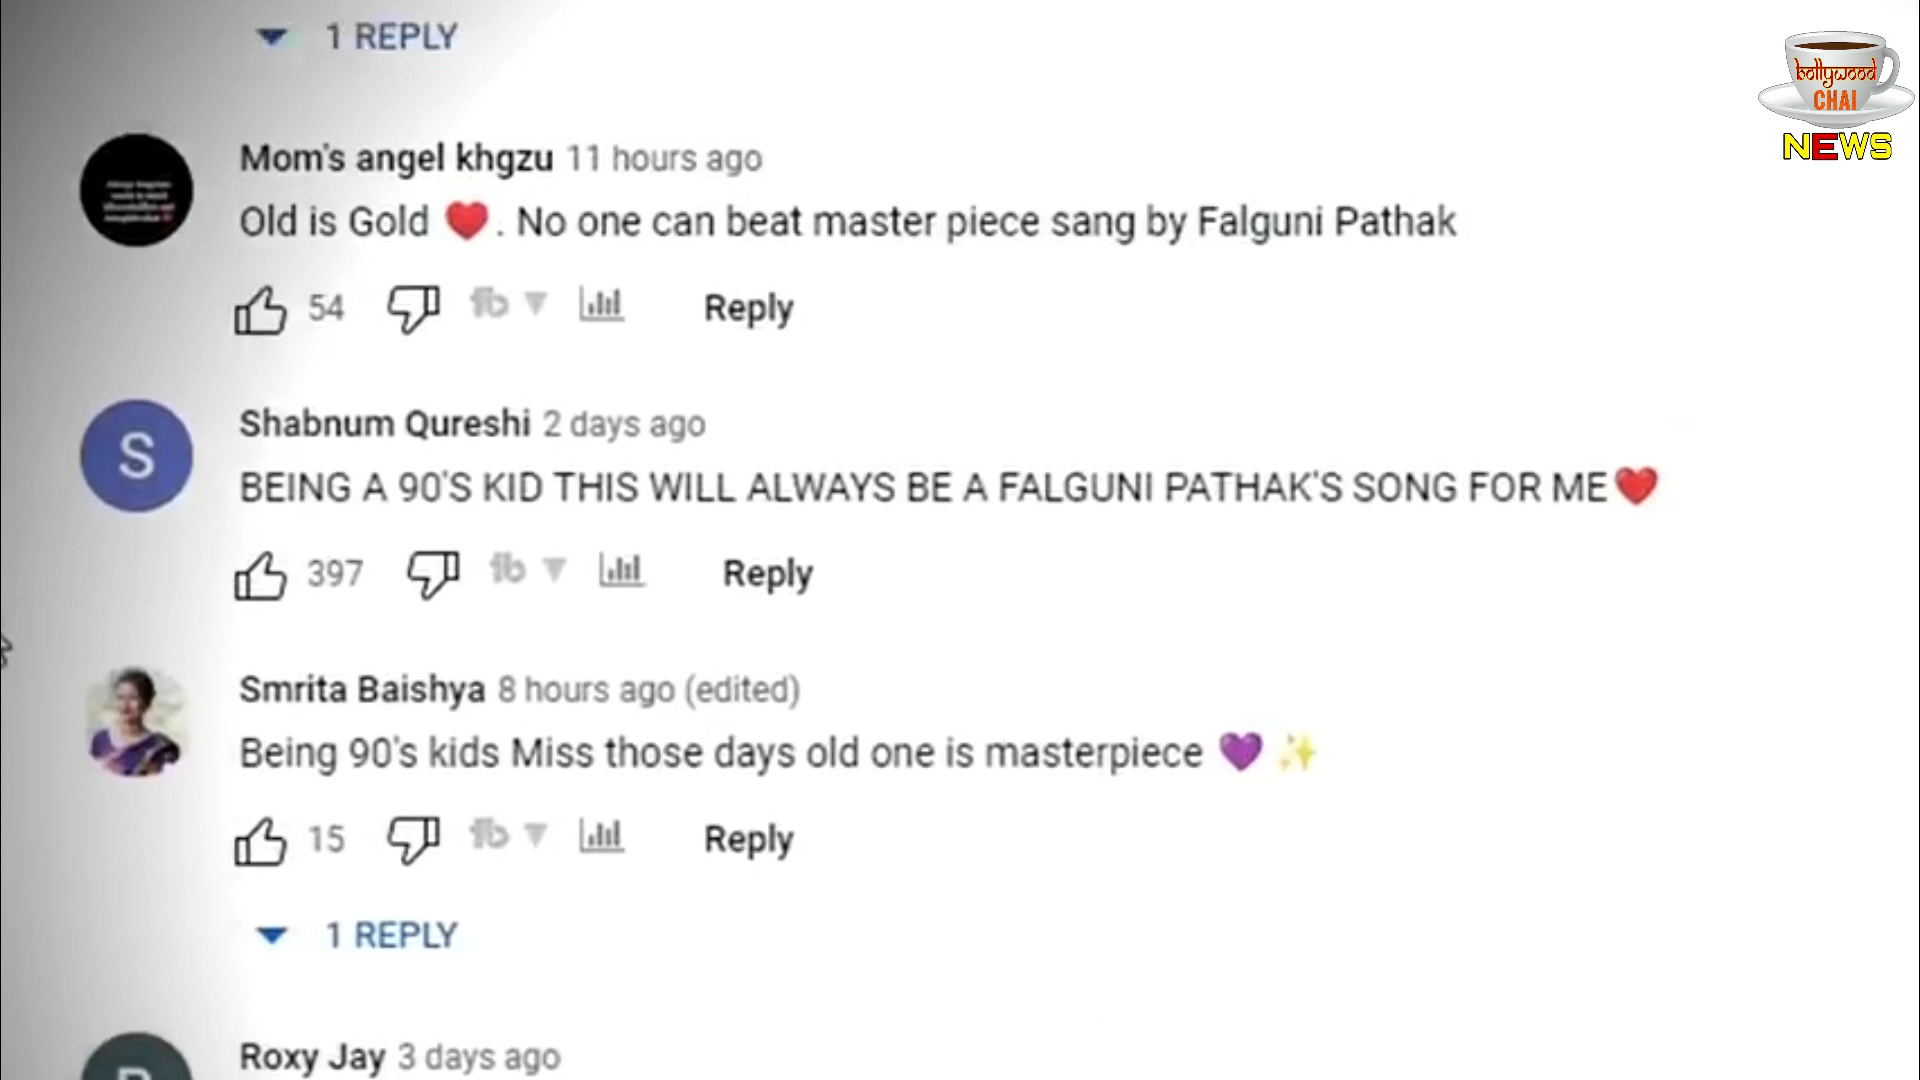 1 REPLY
bollywood
CHAI
NEWS
Mom's angel khgzu 11 hours ago
Old is Gold ❤️. No one can beat master piece sang by Falguni Pathak
54 fb Reply
S
Shabnum Qureshi 2 days ago
BEING A 90'S KID THIS WILL ALWAYS BE A FALGUNI PATHAK'S SONG FOR ME❤️
397 fb Reply
Smrita Baishya 8 hours ago (edited)
Being 90's kids Miss those days old one is masterpiece 💜 ✨
15 fb Reply
1 REPLY
Roxy Jay 3 days ago